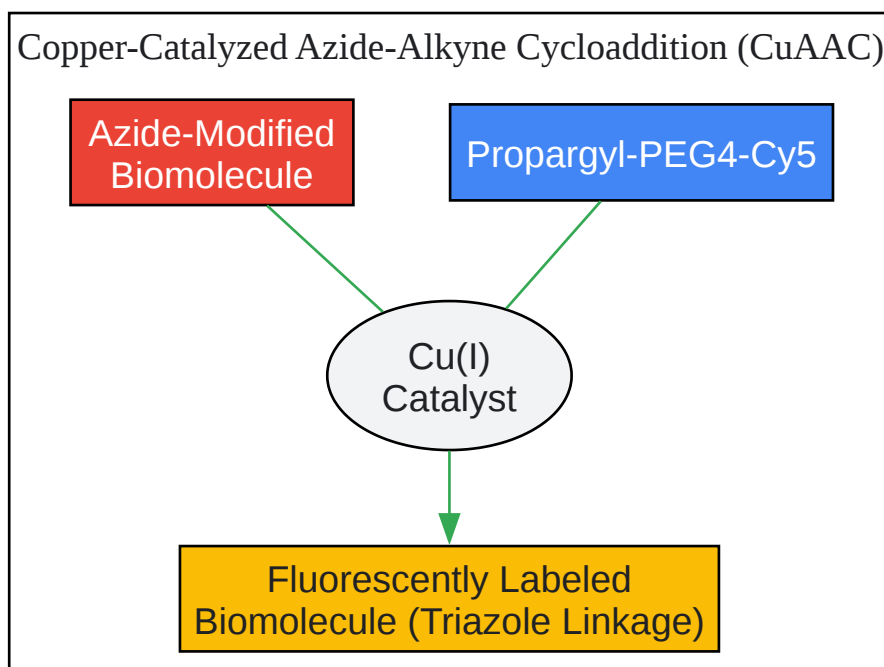 Copper-Catalyzed Azide-Alkyne Cycloaddition (CuAAC)
Azide-Modified
Biomolecule
Propargyl-PEG4-Cy5
Cu(I)
Catalyst
Fluorescently Labeled
Biomolecule (Triazole Linkage)